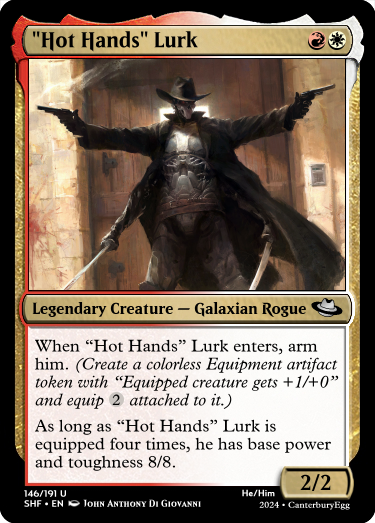 "Hot Hands" Lurk
Legendary Creature — Galaxian Rogue
When “Hot Hands” Lurk enters, arm
him. (Create a colorless Equipment artifact
token with “Equipped creature gets +1/+0”
and equip 2 attached to it.)
As long as “Hot Hands” Lurk is
equipped four times, he has base power
and toughness 8/8.
2/2
146/191 U
He/Him
SHF • EN John Anthony Di Giovanni
2024 • CanterburyEgg